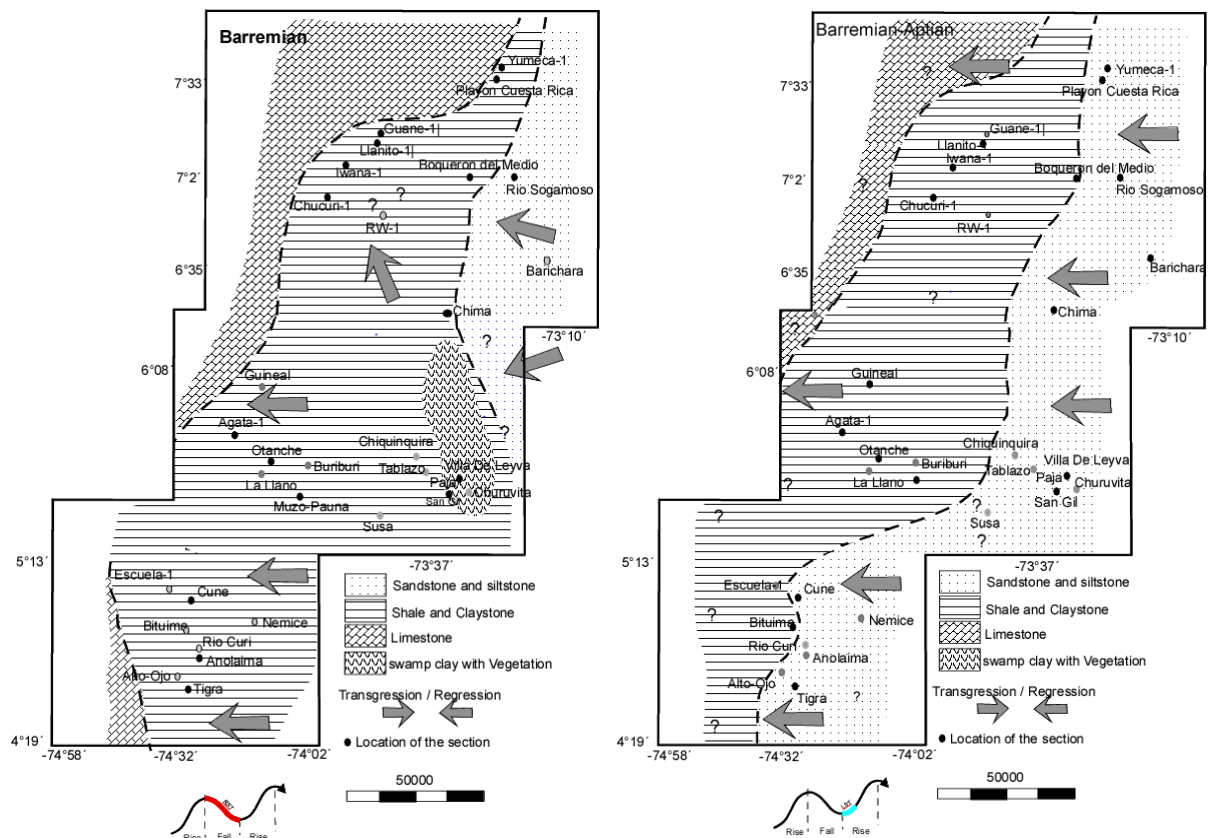 Barremian
7°33´
Yumeca-1
Playon Cuesta Rica
Guane-1|
Llanito-1|
Iwana-1
Boqueron del Medio
7°2´
Rio Sogamoso
Chucuri-1
?
?
RW-1
Barichara
6°35´
Chima
?
-73°10´
6°08´
Guineal
Agata-1
?
Otanche
Chiquinquira
Buriburi
Tablazo
Villa De Leyva
La Llano
Paja
Churuvita
San Gil
Muzo-Pauna
Susa
5°13´
-73°37´
Escuela-1
Cune
Bituima
Nemice
Rio Curi
Anolaima
Alto-Ojo
Tigra
4°19´
-74°58´
-74°32´
-74°02´
Sandstone and siltstone
Shale and Claystone
Limestone
swamp clay with Vegetation
Transgression / Regression
Location of the section
50000
RST
Rise
Fall
Rise
Barremian-Aptian
7°33´
?
Yumeca-1
Playon Cuesta Rica
Guane-1|
Llanito-1
Iwana-1
Boqueron del Medio
7°2´
?
Rio Sogamoso
Chucuri-1
RW-1
Barichara
6°35´
?
Chima
?
-73°10´
6°08´
Guineal
Agata-1
Otanche
Chiquinquira
Buriburi
Tablazo
Villa De Leyva
La Llano
Paja
Churuvita
San Gil
?
?
Susa
?
?
5°13´
-73°37´
Escuela-1
Cune
?
Bituima
Nemice
Rio Curi
Anolaima
Alto-Ojo
Tigra
?
?
4°19´
-74°58´
-74°32´
-74°02´
Sandstone and siltstone
Shale and Claystone
Limestone
swamp clay with Vegetation
Transgression / Regression
Location of the section
50000
LST
Rise
Fall
Rise